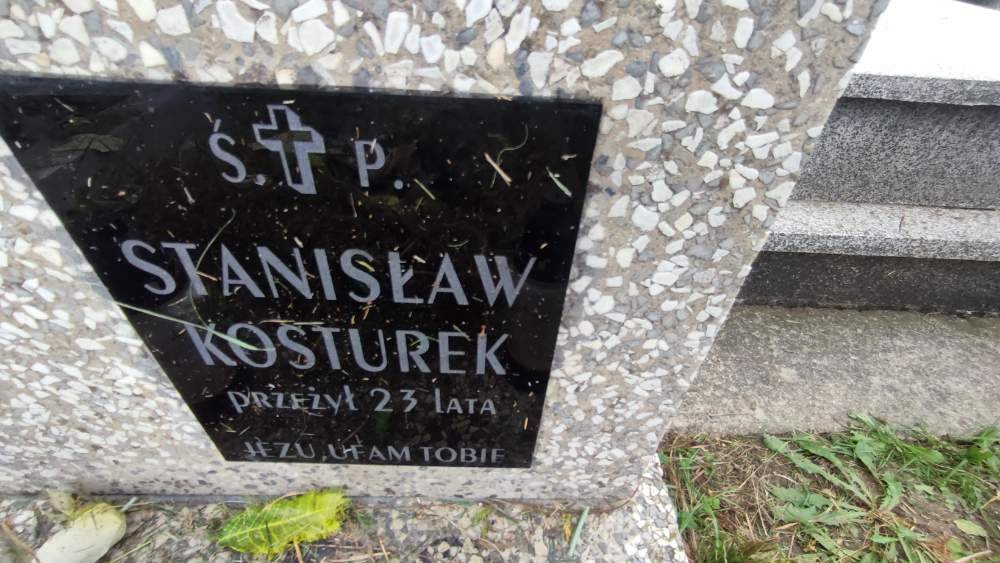 Ś. P.
STANISŁAW
KOSTUREK
PRZEŻYŁ 23 LATA
JEZU, UFAM TOBIE